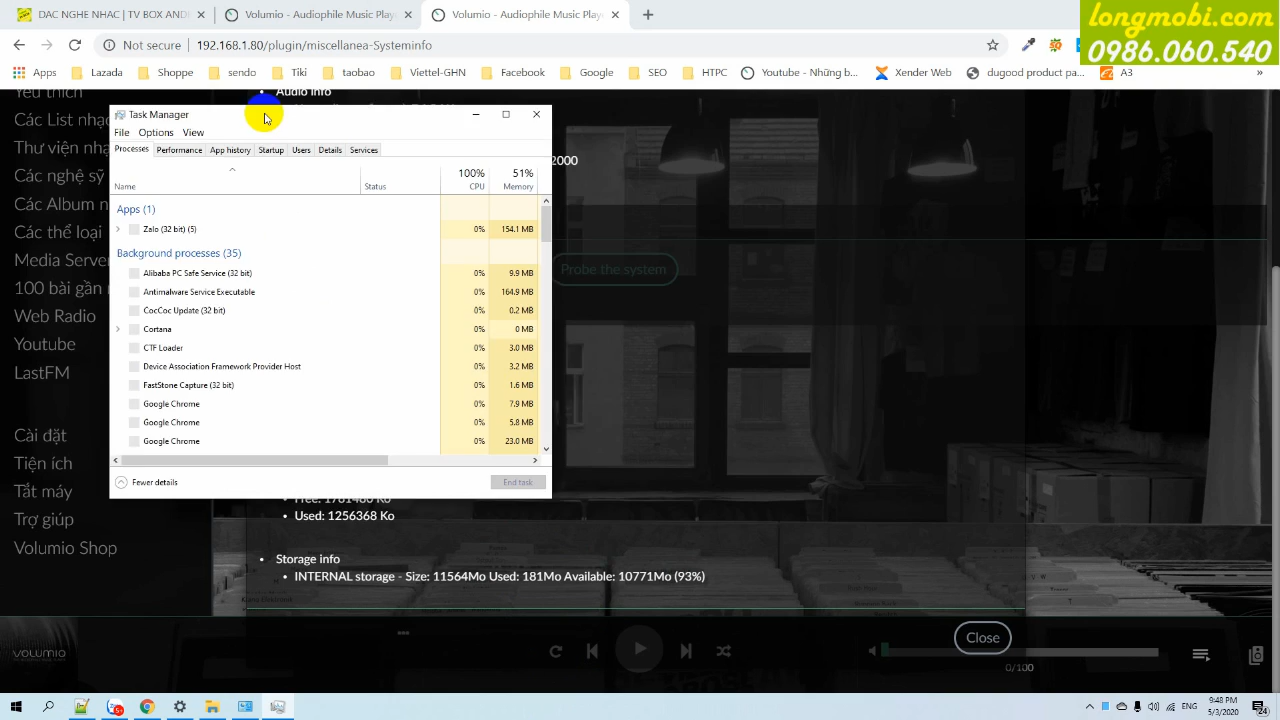 DAC NGHE NHẠC | TECHN
Volumio - Audiophile Music Playe
Volumio - Audiophile Music Playe
longmobi.com
0986.060.540
Not secure
192.168.80/plugin/miscellanea-Systeminfo
Apps
Lazada
Shoppe
sendo
Tiki
taobao
Viettel-GHN
Facebook
Google
SEO
HTPC
Youtube - Những b...
Xender Web
dugood product pa...
A3
»
Yêu thích
Các List nhạc
Thư viện nhạ
Các nghệ sỹ
Các Album n
Các thể loại
Media Server
100 bài gần
Web Radio
Youtube
LastFM
Cài đặt
Tiện ích
Tắt máy
Trợ giúp
Volumio Shop
Audio info
2000
Probe the system
Task Manager
File Options View
Processes Performance App history Startup Users Details Services
100% 51%
Name Status CPU Memory
Apps (1)
Zalo (32 bit) (5) 0% 154.1 MB
Background processes (35)
Alibaba PC Safe Service (32 bit) 0% 9.9 MB
Antimalware Service Executable 0% 164.9 MB
CocCoc Update (32 bit) 0% 0.2 MB
Cortana 0% 0 MB
CTF Loader 0% 3.0 MB
Device Association Framework Provider Host 0% 3.2 MB
FastStone Capture (32 bit) 0% 1.6 MB
Google Chrome 0% 7.9 MB
Google Chrome 0% 5.8 MB
Google Chrome 0% 23.0 MB
Fewer details
End task
Free: 1781480 Ko
Used: 1256368 Ko
Storage info
INTERNAL storage - Size: 11564Mo Used: 181Mo Available: 10771Mo (93%)
Close
VOLUMIO
0/100
ENG
9:48 PM
5/3/2020
24